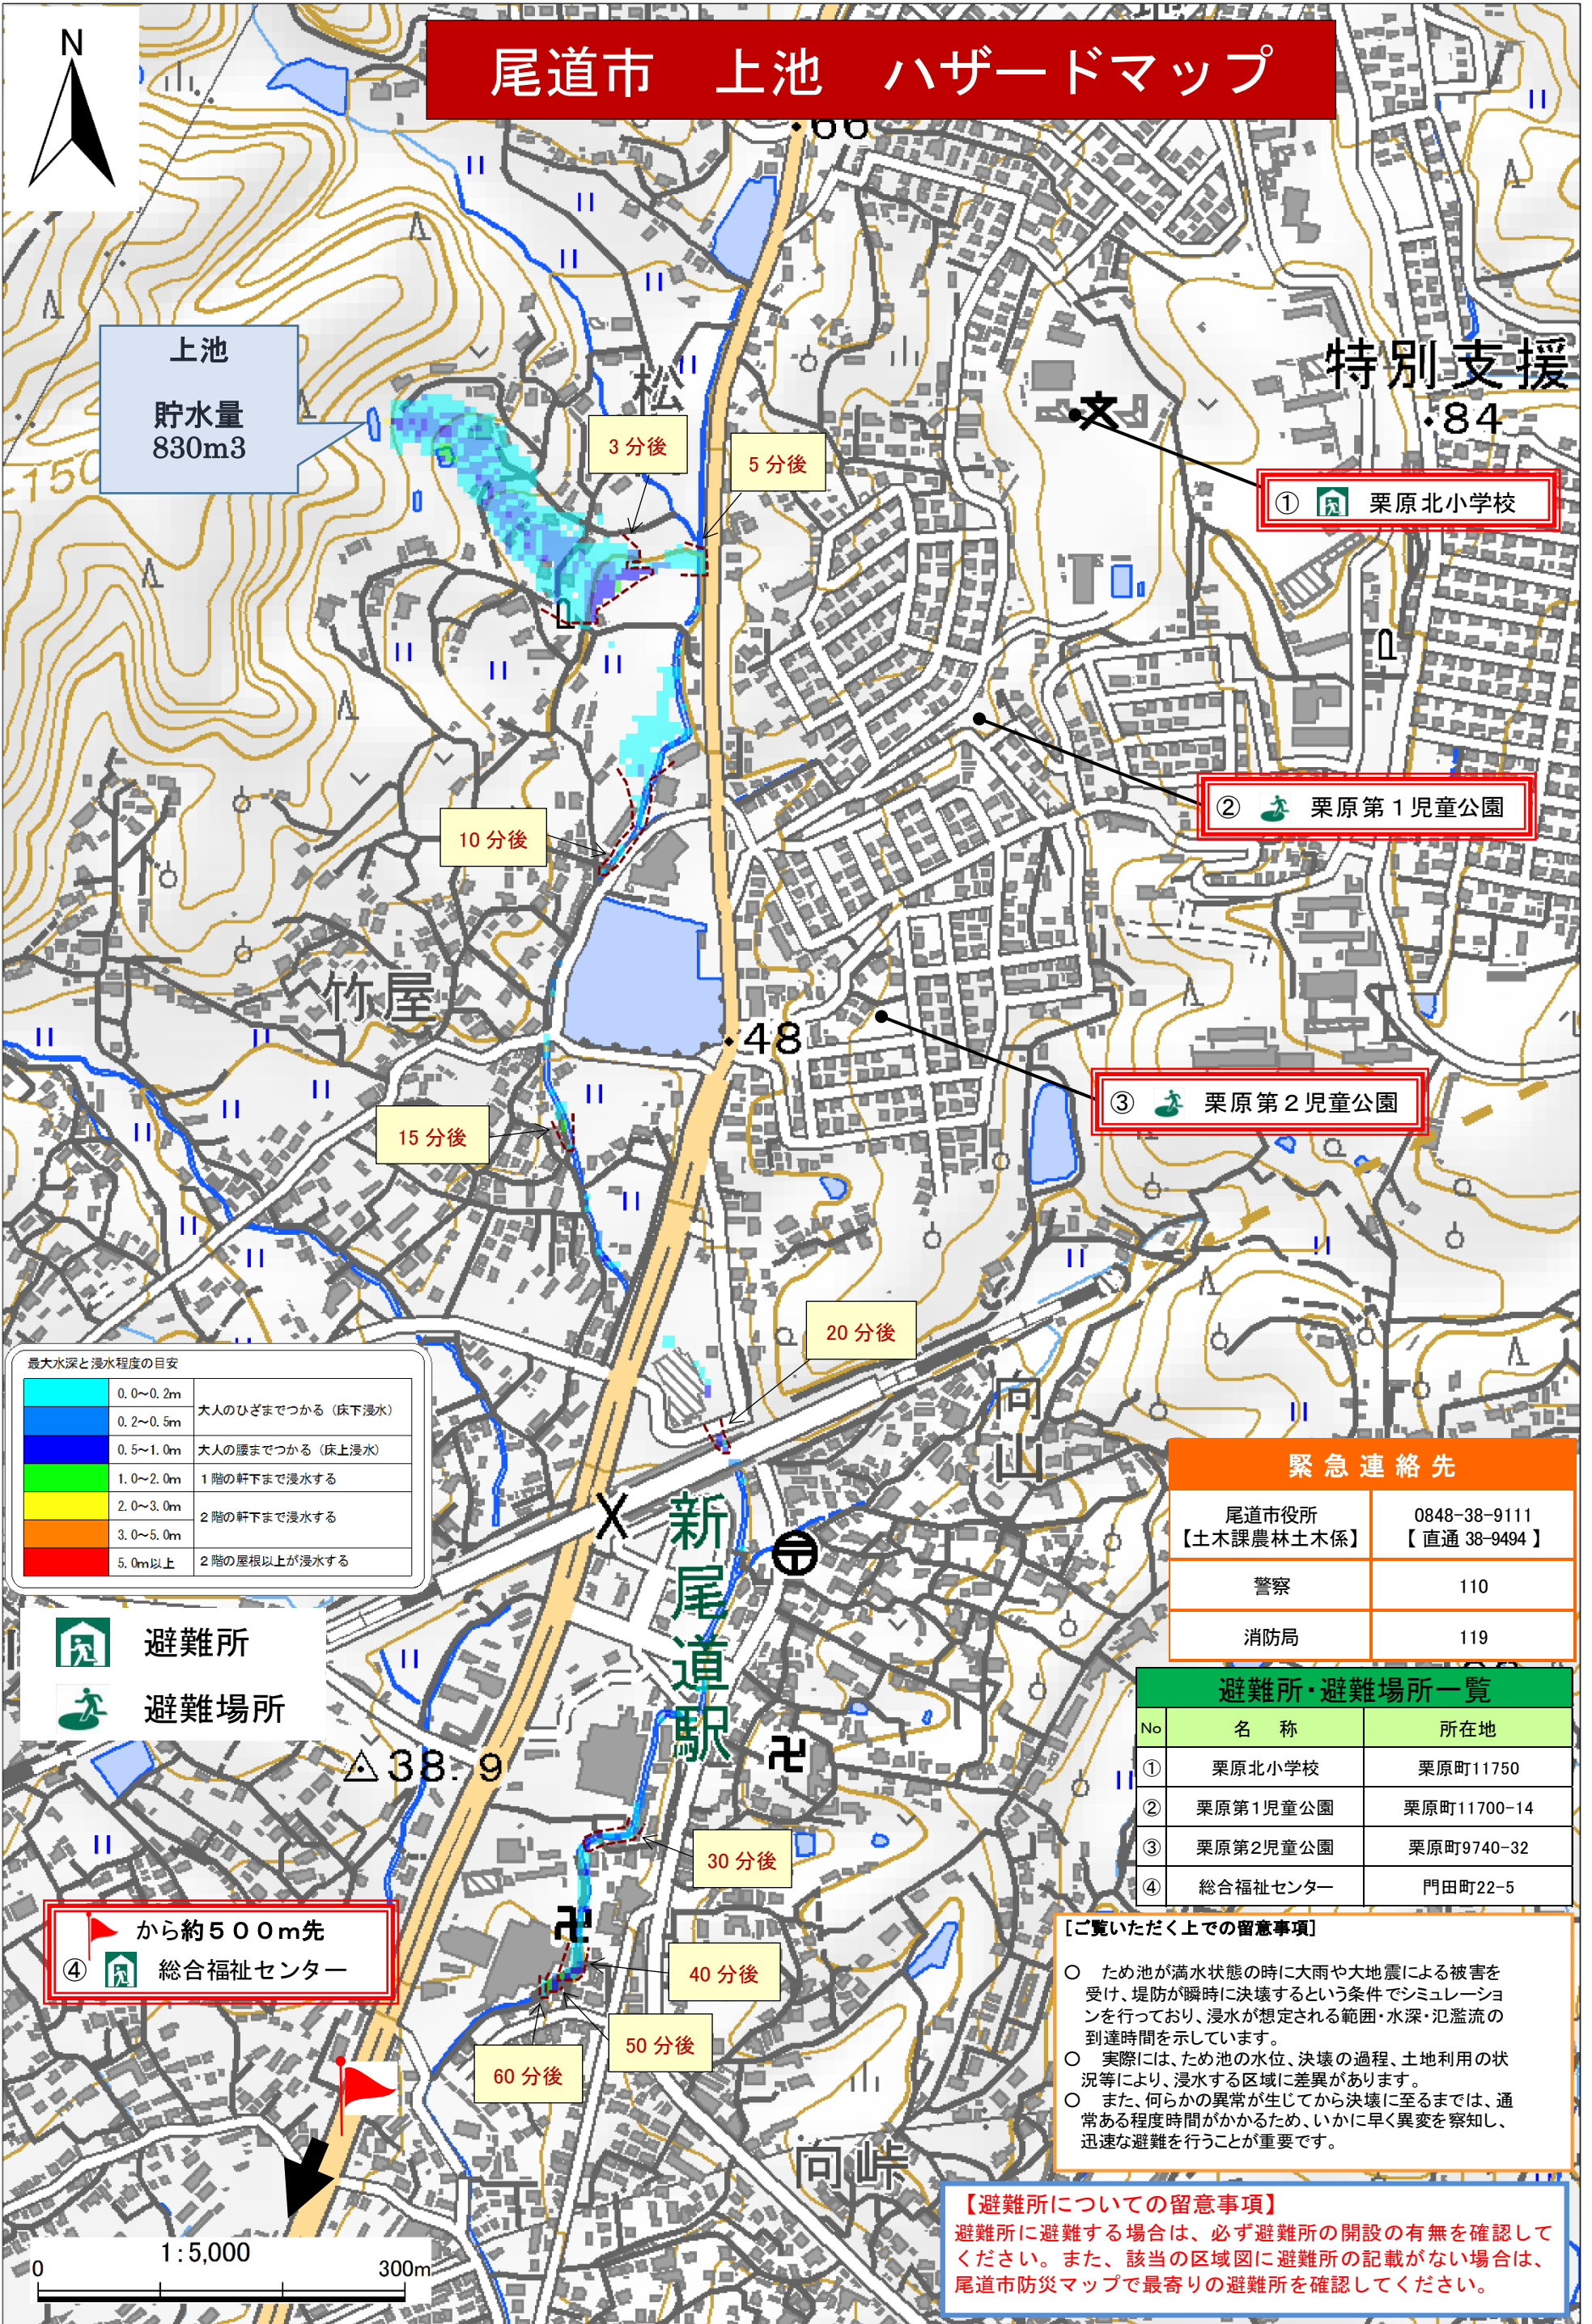 N
尾道市　上池　ハザードマップ
66
上池
貯水量
830m3
150
松
3分後
5分後
特別支援
84
① 栗原北小学校
② 栗原第1児童公園
10分後
竹屋
48
③ 栗原第2児童公園
15分後
20分後
向山
最大水深と浸水程度の目安
0.0～0.2m
大人のひざまでつかる（床下浸水）
0.2～0.5m
0.5～1.0m 大人の腰までつかる（床上浸水）
1.0～2.0m 1階の軒下まで浸水する
2.0～3.0m
2階の軒下まで浸水する
3.0～5.0m
5.0m以上 2階の屋根以上が浸水する
避難所
避難場所
新尾道駅
38.9
緊急連絡先
尾道市役所 0848-38-9111
【土木課農林土木係】 【 直通 38-9494 】
警察 110
消防局 119
避難所・避難場所一覧
No 名　称 所在地
① 栗原北小学校 栗原町11750
② 栗原第1児童公園 栗原町11700-14
③ 栗原第2児童公園 栗原町9740-32
④ 総合福祉センター 門田町22-5
30分後
40分後
50分後
60分後
から約500m先
④ 総合福祉センター
向峠
[ご覧いただく上での留意事項]
○　ため池が満水状態の時に大雨や大地震による被害を
受け、堤防が瞬時に決壊するという条件でシミュレーショ
ンを行っており、浸水が想定される範囲・水深・氾濫流の
到達時間を示しています。
○　実際には、ため池の水位、決壊の過程、土地利用の状
況等により、浸水する区域に差異があります。
○　また、何らかの異常が生じてから決壊に至るまでは、通
常ある程度時間がかかるため、いかに早く異変を察知し、
迅速な避難を行うことが重要です。
【避難所についての留意事項】
避難所に避難する場合は、必ず避難所の開設の有無を確認して
ください。また、該当の区域図に避難所の記載がない場合は、
尾道市防災マップで最寄りの避難所を確認してください。
1:5,000
0 300m